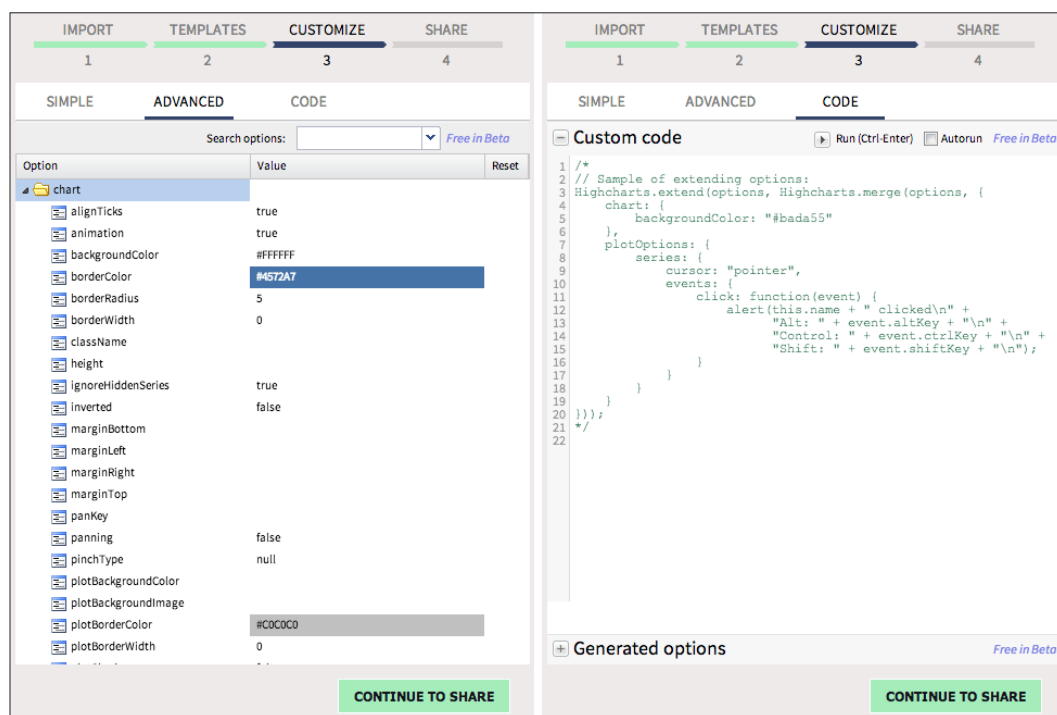 IMPORT TEMPLATES CUSTOMIZE SHARE
1 2 3 4
SIMPLE ADVANCED CODE
Search options: Free in Beta
Option Value Reset
chart
alignTicks true
animation true
backgroundColor #FFFFFF
borderColor #4572A7
borderRadius 5
borderWidth 0
className
height
ignoreHiddenSeries true
inverted false
marginBottom
marginLeft
marginRight
marginTop
panKey
panning false
pinchType null
plotBackgroundColor
plotBackgroundImage
plotBorderColor #C0C0C0
plotBorderWidth 0
CONTINUE TO SHARE
IMPORT TEMPLATES CUSTOMIZE SHARE
1 2 3 4
SIMPLE ADVANCED CODE
Custom code Run (Ctrl-Enter) Autorun Free in Beta
1 /*
2 // Sample of extending options:
3 Highcharts.extend(options, Highcharts.merge(options, {
4 chart: {
5 backgroundColor: "#bada55"
6 },
7 plotOptions: {
8 series: {
9 cursor: "pointer",
10 events: {
11 click: function(event) {
12 alert(this.name + " clicked\n" +
13 "Alt: " + event.altKey + "\n" +
14 "Control: " + event.ctrlKey + "\n" +
15 "Shift: " + event.shiftKey + "\n");
16 }
17 }
18 }
19 }
20 }));
21 */
22
Generated options Free in Beta
CONTINUE TO SHARE